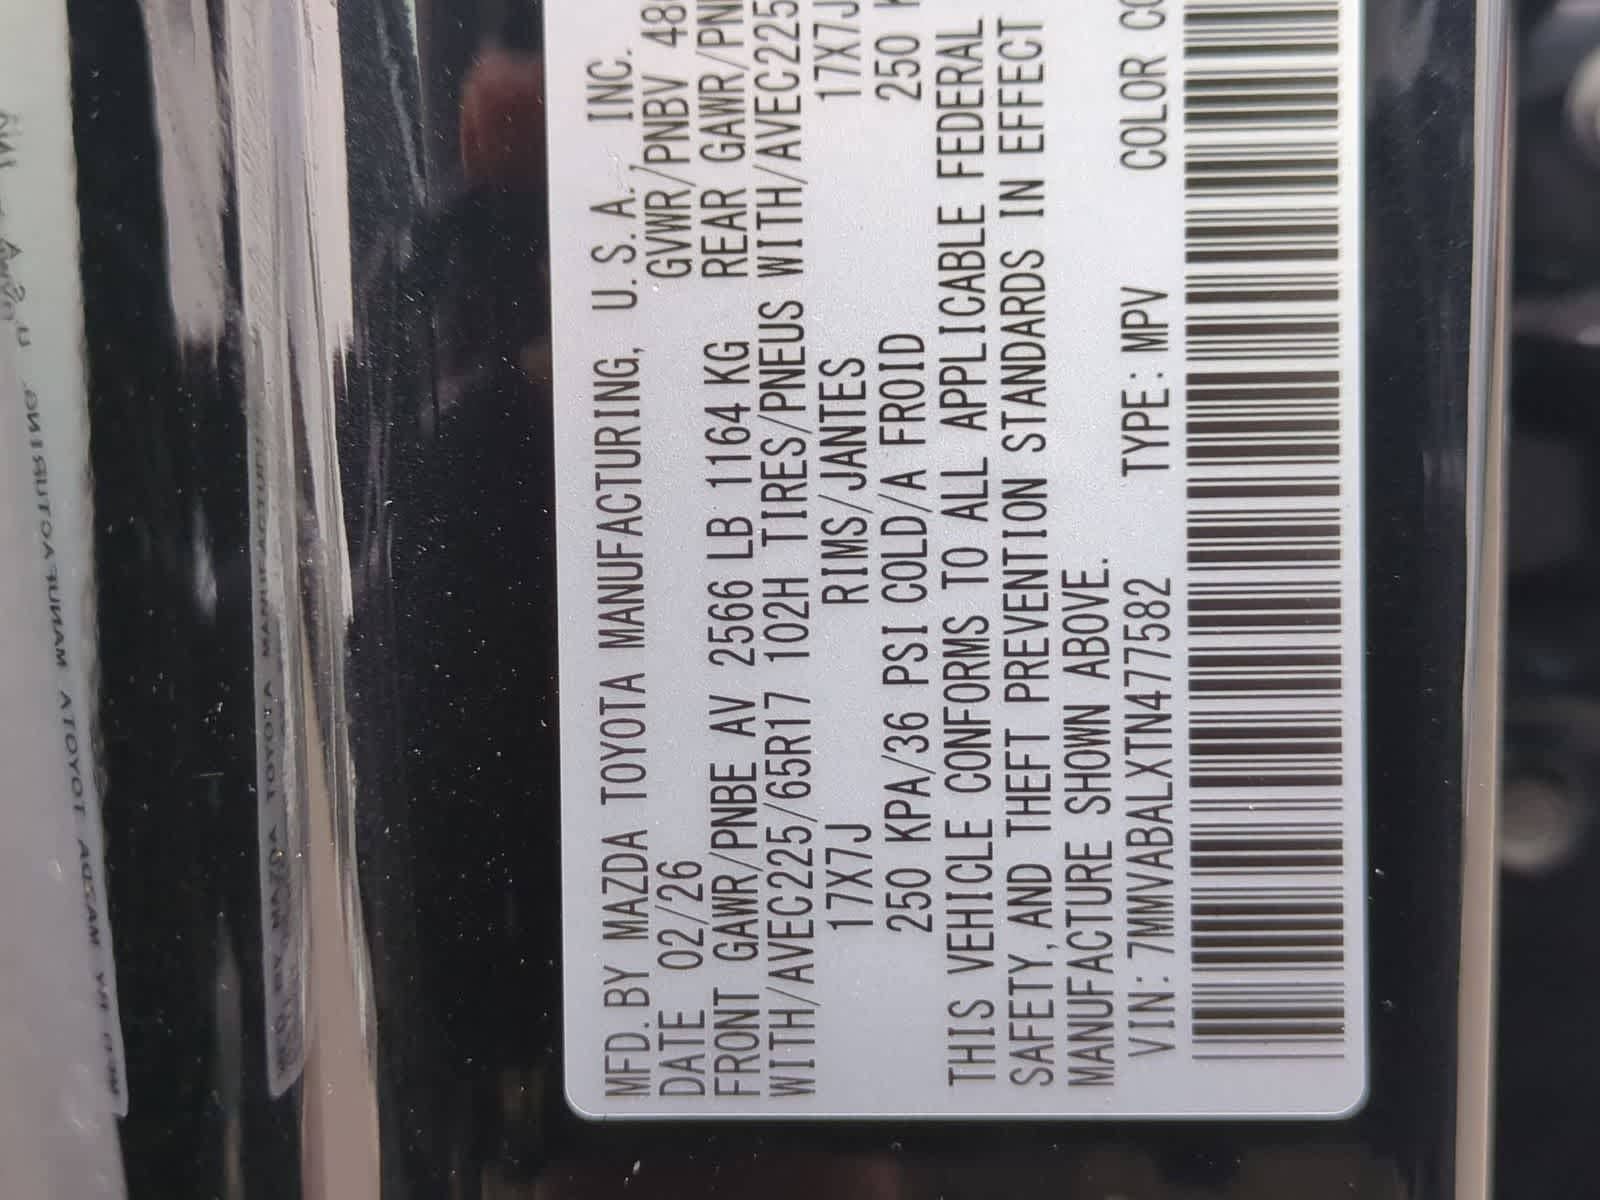 MFD. BY MAZDA TOYOTA MANUFACTURING, U. S. A. , INC.
DATE 02/26 GVWR/PNBV
FRONT GAWR/PNBE AV 2566 LB 1164 KG REAR GAWR/
WITH/AVEC225/65R17 102H TIRES/PNEUS WITH/AVEC225
17X7J RIMS/JANTES 17X7J
250 KPA/36 PSI COLD/A FROID 250
THIS VEHICLE CONFORMS TO ALL APPLICABLE FEDERAL
SAFETY, AND THEFT PREVENTION STANDARDS IN EFFECT
MANUFACTURE SHOWN ABOVE.
VIN: 7MMVABALXTN477582 TYPE: MPV COLOR